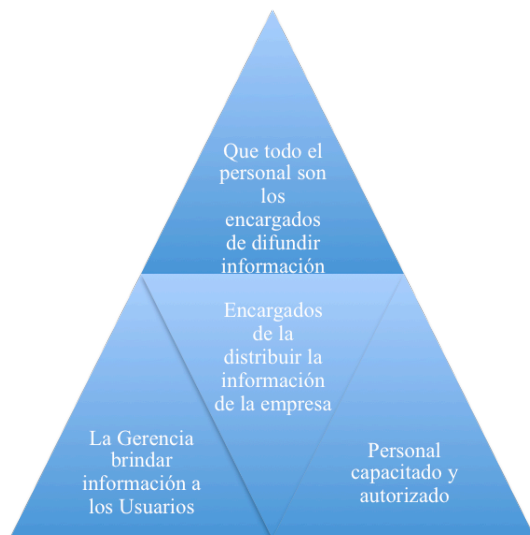 Que todo el
personal son
los
encargados
de difundir
información
Encargados
de la
distribuir la
información
de la empresa
La Gerencia
brindar
información a
los Usuarios
Personal
capacitado y
autorizado